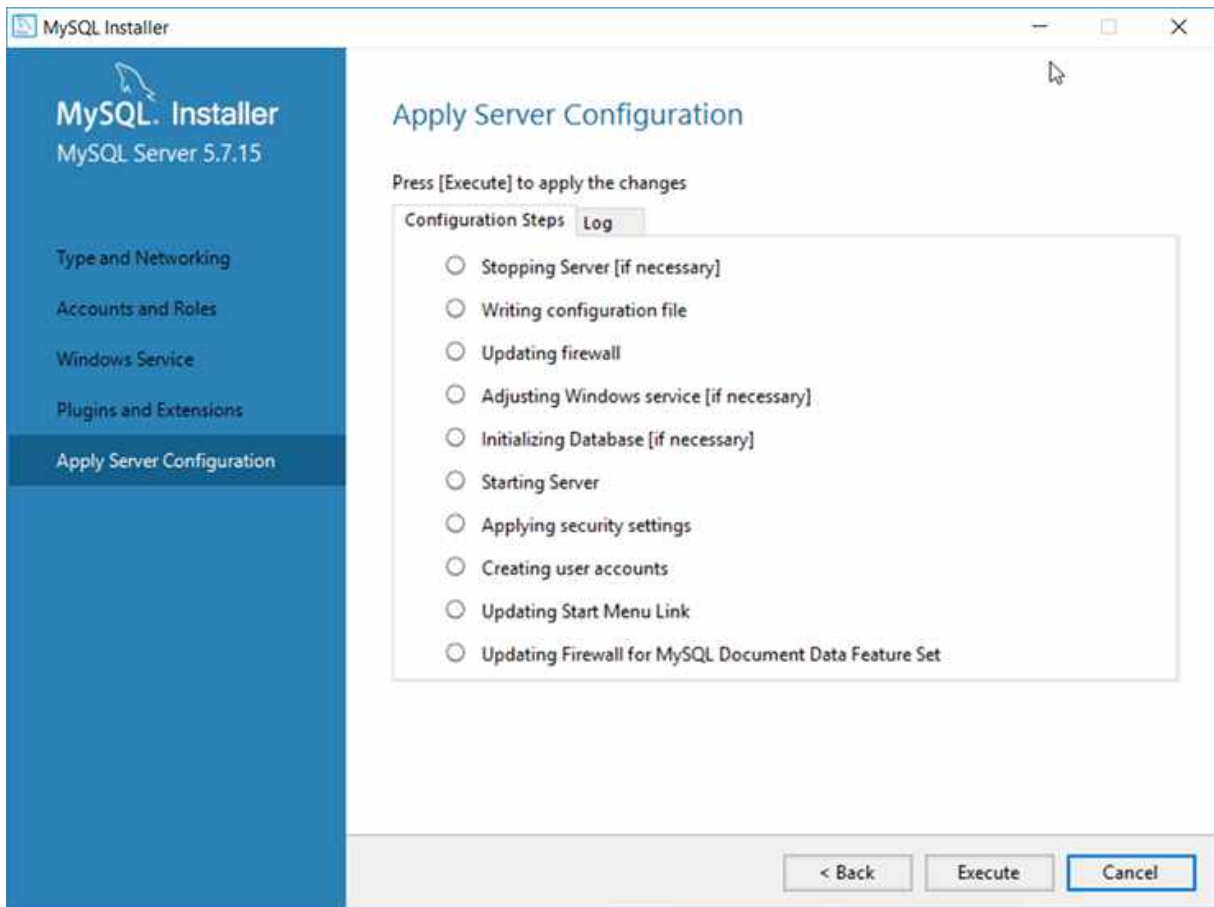 MySQL Installer
MySQL. Installer
MySQL Server 5.7.15
Type and Networking
Accounts and Roles
Windows Service
Plugins and Extensions
Apply Server Configuration
Apply Server Configuration
Press [Execute] to apply the changes
Configuration Steps Log
Stopping Server [if necessary]
Writing configuration file
Updating firewall
Adjusting Windows service [if necessary]
Initializing Database [if necessary]
Starting Server
Applying security settings
Creating user accounts
Updating Start Menu Link
Updating Firewall for MySQL Document Data Feature Set
< Back Execute Cancel